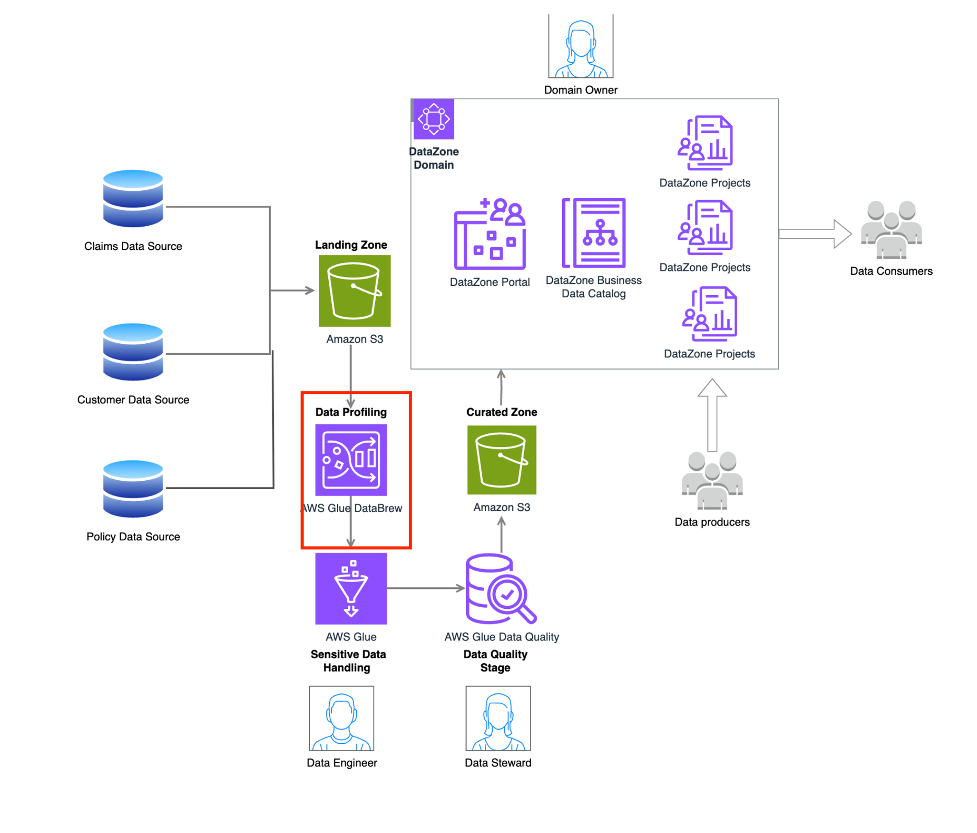 Domain Owner
DataZone
Domain
DataZone Projects
Claims Data Source
DataZone Projects
Landing Zone
DataZone Portal
DataZone Business
Data Catalog
Data Consumers
Amazon S3
DataZone Projects
Customer Data Source
Data Profiling
Curated Zone
AWS Glue DataBrew
Amazon S3
Data producers
Policy Data Source
AWS Glue
Sensitive Data
Handling
AWS Glue Data Quality
Data Quality
Stage
Data Engineer
Data Steward